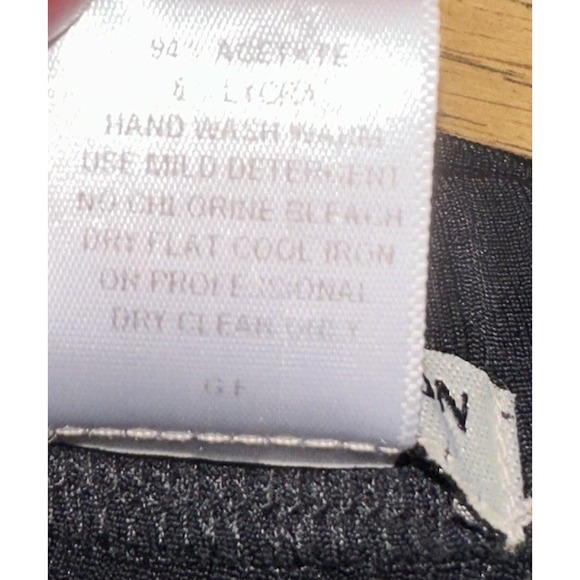 94% ACETATE
LYCRA
HAND WASH WARM
USE MILD DETERGENT
NO CHLORINE BLEACH
DRY FLAT COOL IRON
OR PROFESSIONAL
DRY CLEAN ONLY
G F